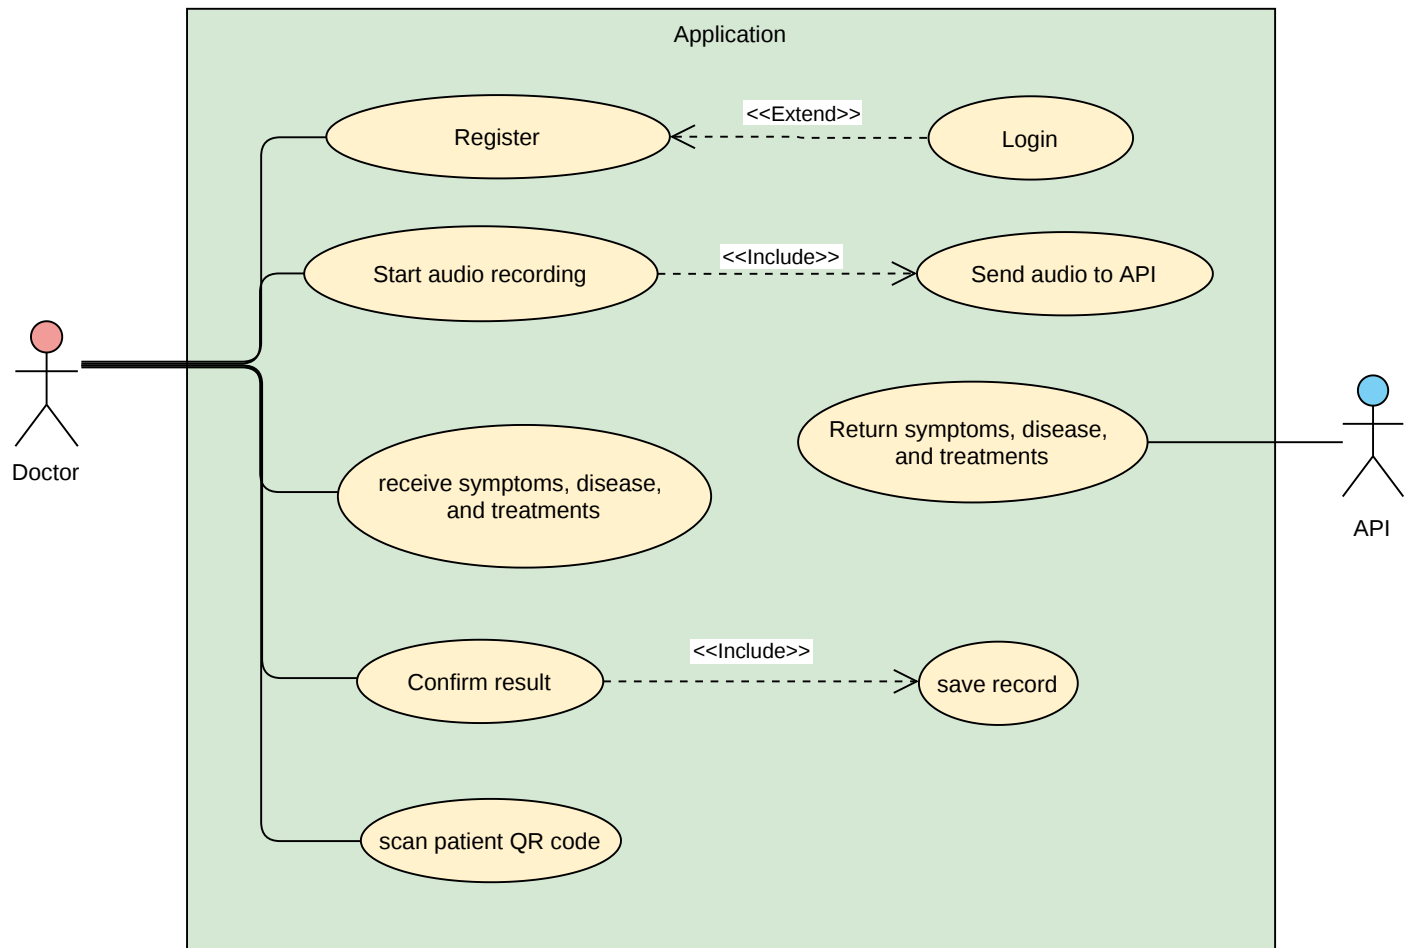 Application
Register
<<Extend>>
Login
Start audio recording
<<Include>>
Send audio to API
Doctor
receive symptoms, disease,
and treatments
Return symptoms, disease,
and treatments
API
Confirm result
<<Include>>
save record
scan patient QR code